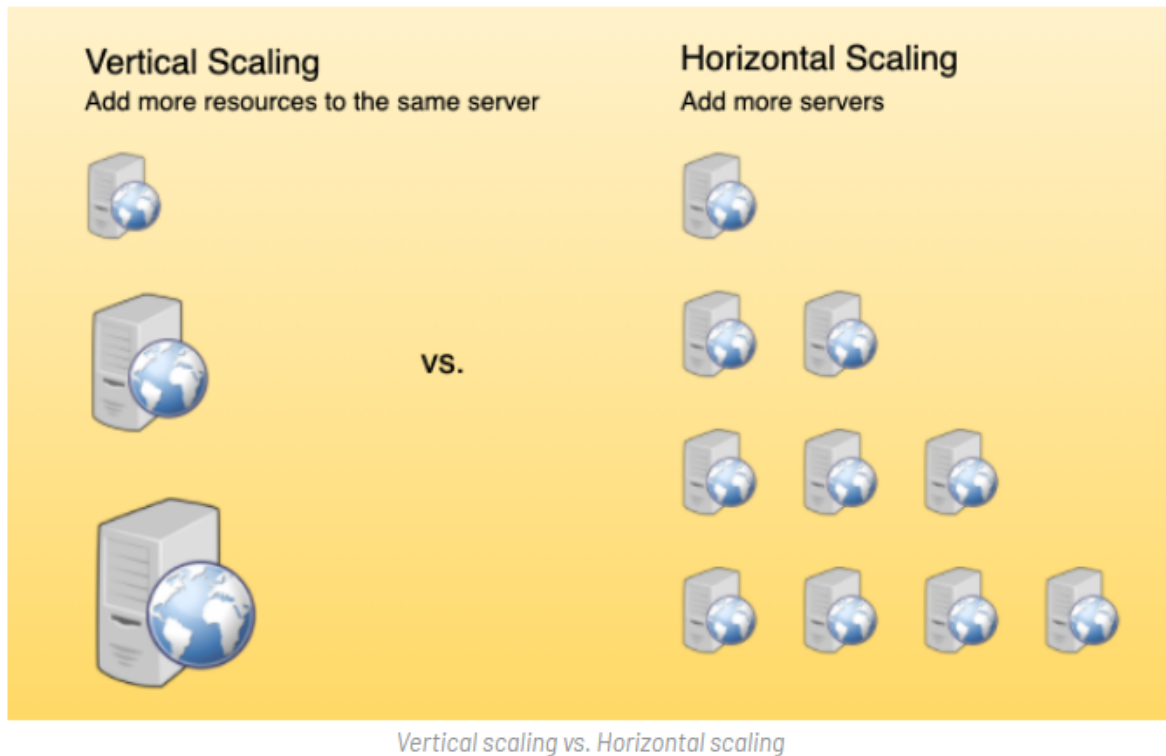 Vertical Scaling
Add more resources to the same server
Horizontal Scaling
Add more servers
vs.
Vertical scaling vs. Horizontal scaling